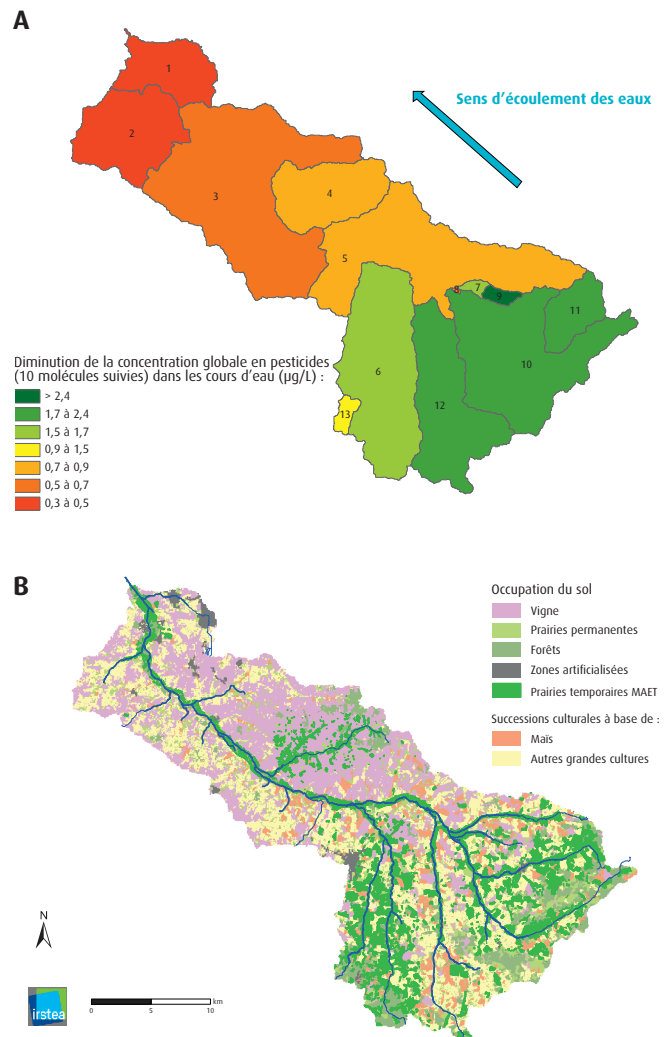 A
Sens d'écoulement des eaux
1
2
3
4
5
6
7
8
9
10
11
12
13
Diminution de la concentration globale en pesticides
(10 molécules suivies) dans les cours d'eau (µg/L) :
> 2,4
1,7 à 2,4
1,5 à 1,7
0,9 à 1,5
0,7 à 0,9
0,5 à 0,7
0,3 à 0,5
B
Occupation du sol
Vigne
Prairies permanentes
Forêts
Zones artificialisées
Prairies temporaires MAET
Successions culturales à base de :
Maïs
Autres grandes cultures
N
irstea
km
0 5 10